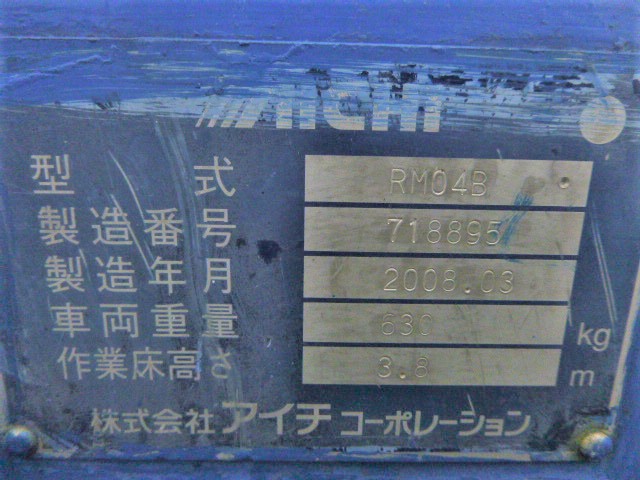 AICHI
型式 RM04B
製造番号 718895
製造年月 2008.03
車両重量 630 kg
作業床高さ 3.8 m
株式会社アイチコーポレーション